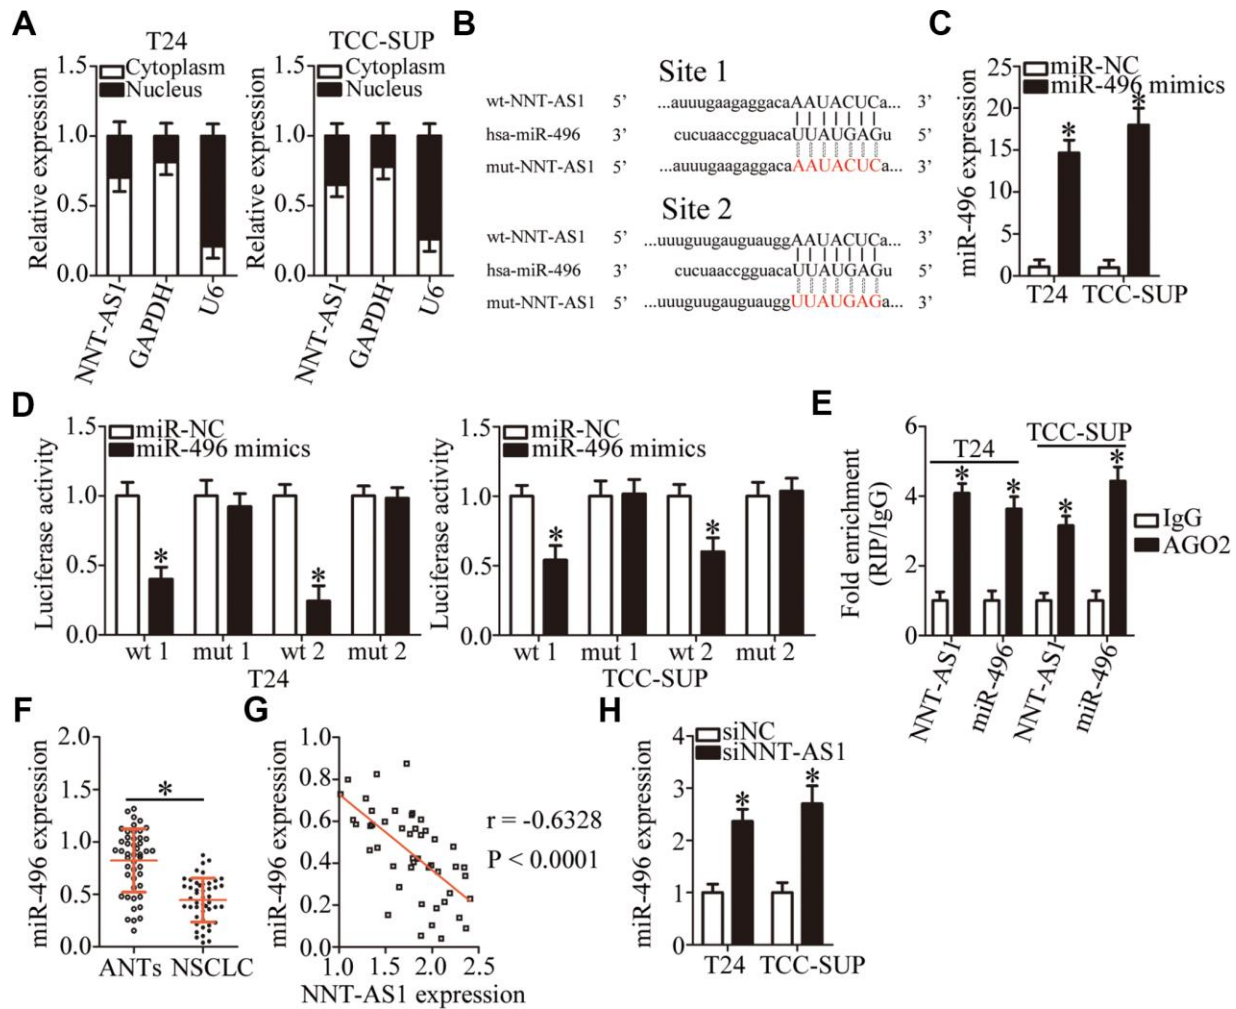 A
T24
1.5
Cytoplasm
Nucleus
1.0
0.5
0.0
Relative expression
NNT-AS1
GAPDH
U6
TCC-SUP
1.5
Cytoplasm
Nucleus
1.0
0.5
0.0
Relative expression
NNT-AS1
GAPDH
U6
B
Site 1
wt-NNT-AS1 5’ ...auuugaagaggacaAAUACUCa... 3’
hsa-miR-496 3’ cucuaaccgguacaUUAUGAGu 5’
mut-NNT-AS1 5’ ...auuugaagaggacaAAUACUCa... 3’
Site 2
wt-NNT-AS1 5’ ...uuuguugauguauggAAUACUCa... 3’
hsa-miR-496 3’ cucuaaccgguacaUUAUGAGu 5’
mut-NNT-AS1 5’ ...uuuguugauguauggUUAUGAGa... 3’
C
miR-496 expression
25
20
15
10
5
0
miR-NC
miR-496 mimics
* *
T24 TCC-SUP
D
Luciferase activity
1.5
1.0
0.5
0.0
miR-NC
miR-496 mimics
* *
wt 1 mut 1 wt 2 mut 2
T24
Luciferase activity
1.5
1.0
0.5
0.0
miR-NC
miR-496 mimics
* *
wt 1 mut 1 wt 2 mut 2
TCC-SUP
E
Fold enrichment
(RIP/IgG)
6
4
2
0
T24
TCC-SUP
* * * *
IgG
AGO2
NNT-AS1
miR-496
NNT-AS1
miR-496
F
miR-496 expression
2.0
1.5
1.0
0.5
0.0
*
ANTs NSCLC
G
miR-496 expression
1.0
0.8
0.6
0.4
0.2
0.0
r = -0.6328
P < 0.0001
1.0 1.5 2.0 2.5
NNT-AS1 expression
H
miR-496 expression
4
3
2
1
0
siNC
siNNT-AS1
* *
T24 TCC-SUP